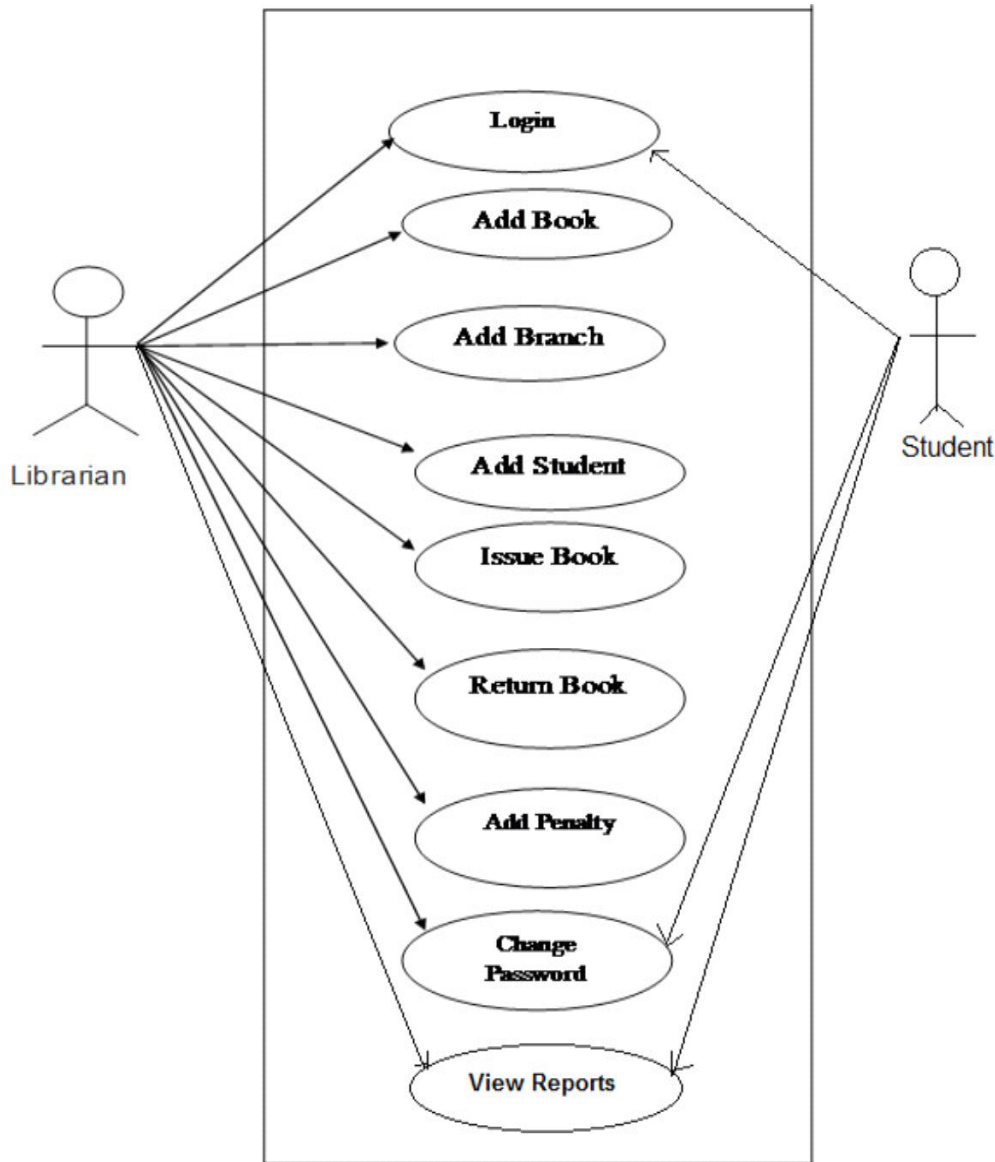 Login
Add Book
Add Branch
Librarian
Student
Add Student
Issue Book
Return Book
Add Penalty
Change
Password
View Reports